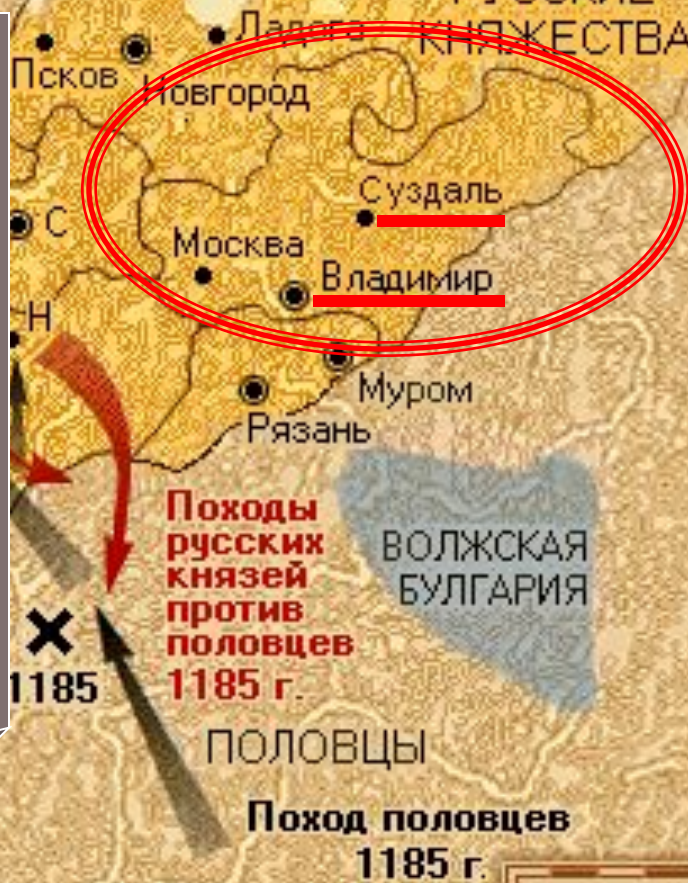 РУССКИЕ
КНЯЖЕСТВА
Ладога
Псков
Новгород
Суздаль
С
Москва
Владимир
Н
Муром
Рязань
Походы
русских
князей
против
половцев
1185 г.
ВОЛЖСКАЯ
БУЛГАРИЯ
1185
ПОЛОВЦЫ
Поход половцев
1185 г.